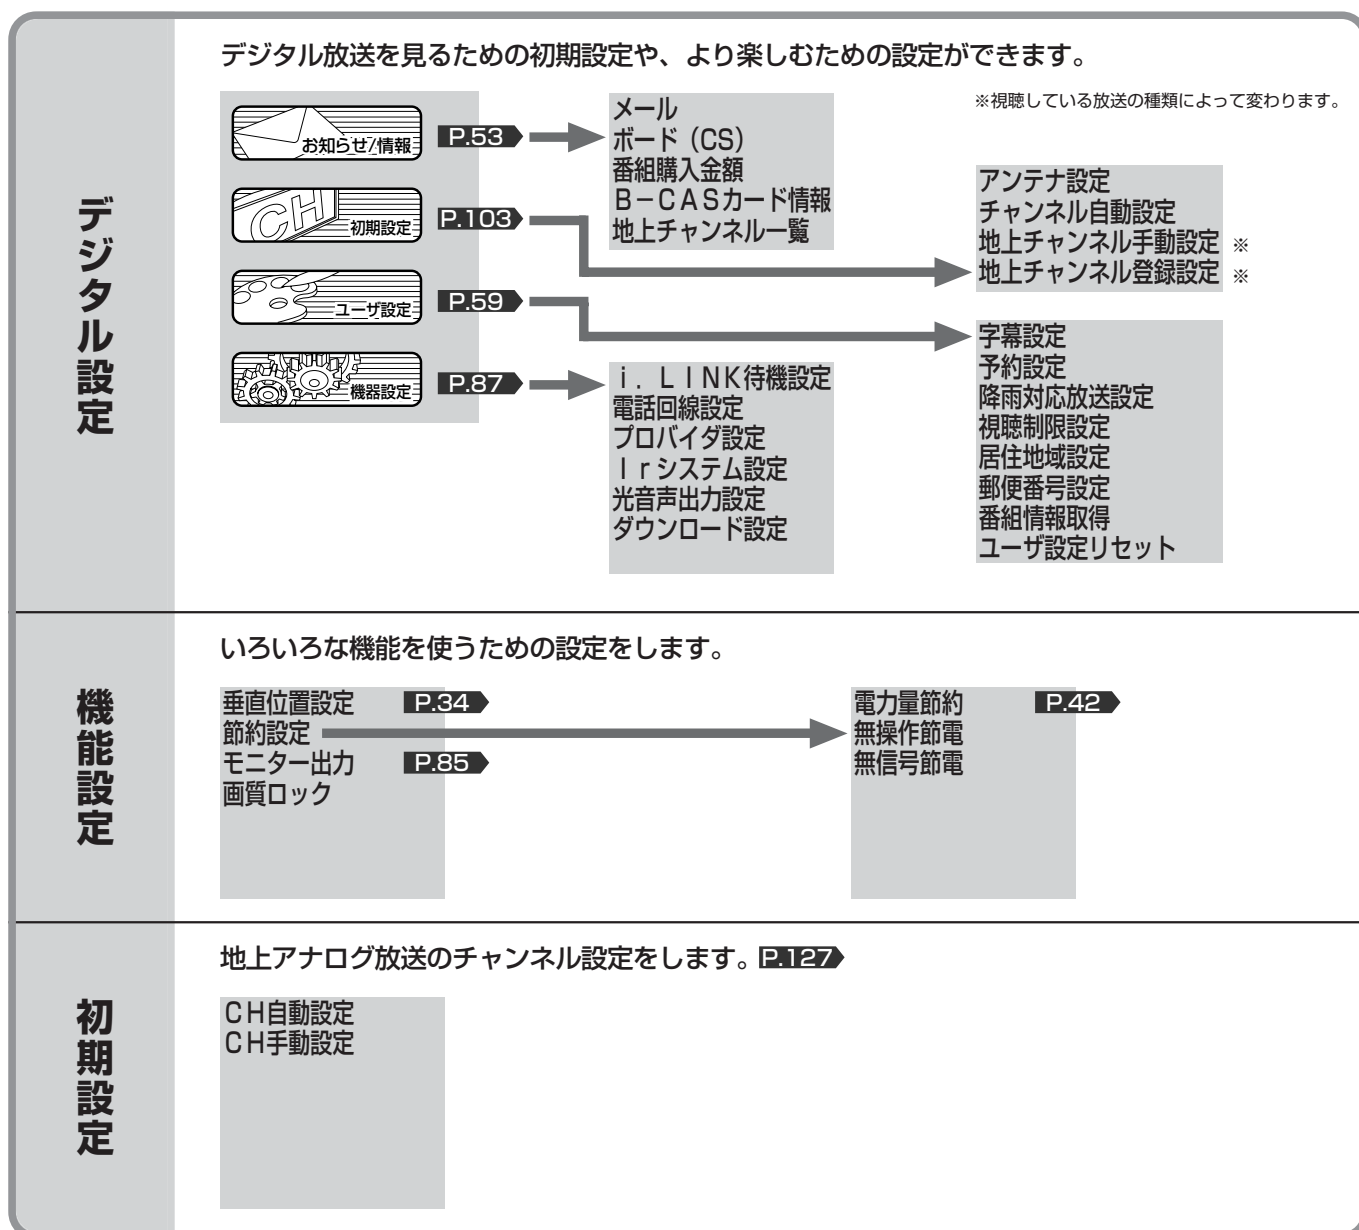 デジタル設定
デジタル放送を見るための初期設定や、より楽しむための設定ができます。
※視聴している放送の種類によって変わります。
お知らせ/情報 P.53
メール
ボード（CS）
番組購入金額
B－CASカード情報
地上チャンネル一覧
CH
初期設定 P.103
アンテナ設定
チャンネル自動設定
地上チャンネル手動設定 ※
地上チャンネル登録設定 ※
ユーザ設定 P.59
字幕設定
予約設定
降雨対応放送設定
視聴制限設定
居住地域設定
郵便番号設定
番組情報取得
ユーザ設定リセット
機器設定 P.87
i．LINK待機設定
電話回線設定
プロバイダ設定
Irシステム設定
光音声出力設定
ダウンロード設定
機能設定
いろいろな機能を使うための設定をします。
垂直位置設定 P.34
節約設定
モニター出力 P.85
画質ロック
電力量節約 P.42
無操作節電
無信号節電
初期設定
地上アナログ放送のチャンネル設定をします。P.127
CH自動設定
CH手動設定